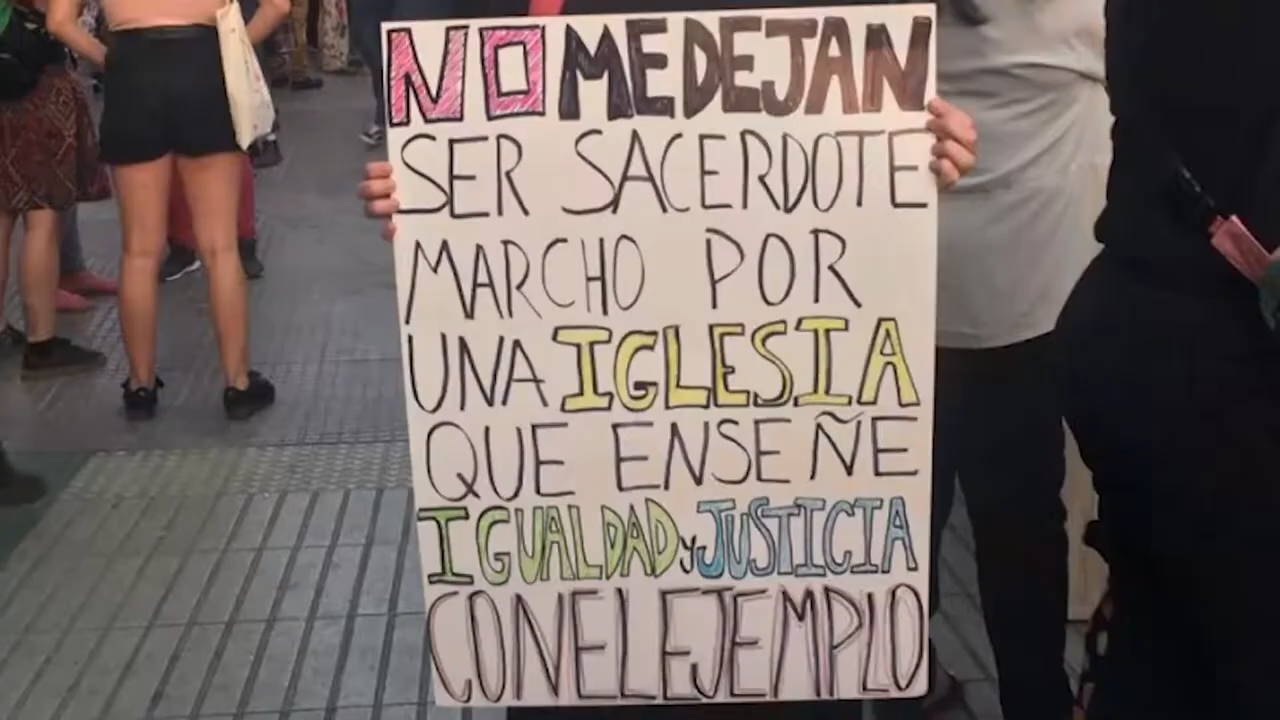 NO ME DEJAN
SER SACERDOTE
MARCHO POR
UNA IGLESIA
QUE ENSEÑE
IGUALDAD y JUSTICIA
CON EL EJEMPLO